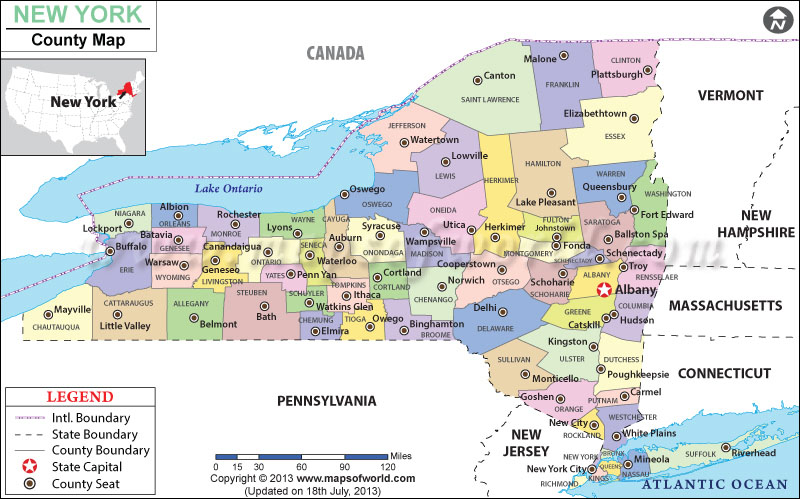 NEW YORK
County Map
New York
CANADA
VERMONT
NEW
HAMPSHIRE
MASSACHUSETTS
CONNECTICUT
NEW
JERSEY
PENNSYLVANIA
ATLANTIC OCEAN
Lake Ontario
Malone
FRANKLIN
CLINTON
Plattsburgh
Canton
SAINT LAWRENCE
Elizabethtown
ESSEX
JEFFERSON
Watertown
Lowville
LEWIS
HERKIMER
HAMILTON
Lake Pleasant
WARREN
Queensbury
WASHINGTON
Fort Edward
Oswego
OSWEGO
ONEIDA
Utica
Herkimer
FULTON
Johnstown
Fonda
MONTGOMERY
SARATOGA
Ballston Spa
SCHENECTADY
Schenectady
Troy
RENSSELAER
NIAGARA
Lockport
Albion
ORLEANS
Rochester
MONROE
WAYNE
Lyons
CAYUGA
Auburn
Syracuse
ONONDAGA
Wampsville
MADISON
Buffalo
ERIE
Batavia
GENESEE
Warsaw
WYOMING
Canandaigua
Geneseo
LIVINGSTON
ONTARIO
SENECA
Waterloo
YATES
Penn Yan
Cortland
CORTLAND
TOMPKINS
Ithaca
CHENANGO
Norwich
Cooperstown
OTSEGO
Schoharie
SCHOHARIE
ALBANY
Albany
Mayville
CHAUTAUQUA
CATTARAUGUS
Little Valley
ALLEGANY
Belmont
STEUBEN
Bath
SCHUYLER
Watkins Glen
CHEMUNG
Elmira
TIOGA
Owego
Binghamton
BROOME
Delhi
DELAWARE
GREENE
Catskill
COLUMBIA
Hudson
Kingston
ULSTER
DUTCHESS
Poughkeepsie
SULLIVAN
Monticello
Goshen
ORANGE
PUTNAM
Carmel
New City
ROCKLAND
WESTCHESTER
White Plains
NEW YORK
New York City
BRONX
QUEENS
KINGS
RICHMOND
Mineola
NASSAU
SUFFOLK
Riverhead
LEGEND
Intl. Boundary
State Boundary
County Boundary
State Capital
County Seat
Miles
0 15 30 60 90 120
Copyright © 2013 www.mapsofworld.com
(Updated on 18th July, 2013)